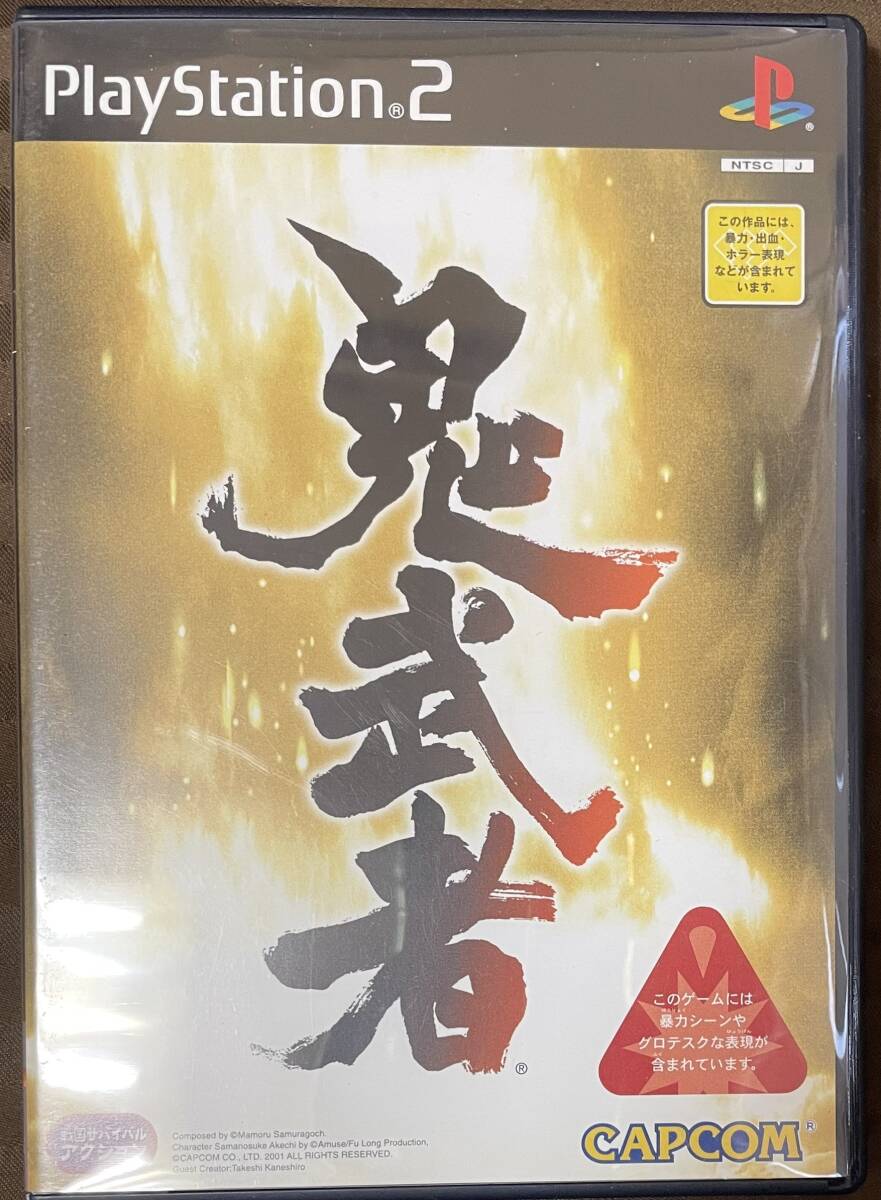 PlayStation®2
®
NTSC J
この作品には、
暴力・出血・
ホラー表現
などが含まれて
います。
鬼武者
®
このゲームには
暴力シーンや
グロテスクな表現が
含まれています。
戦国サバイバル
アクション
Composed by ©Mamoru Samuragoch.
Character Samanosuke Akechi by ©Amuse/Fu Long Production,
©CAPCOM CO., LTD. 2001 ALL RIGHTS RESERVED.
Guest Creator:Takeshi Kaneshiro
CAPCOM®